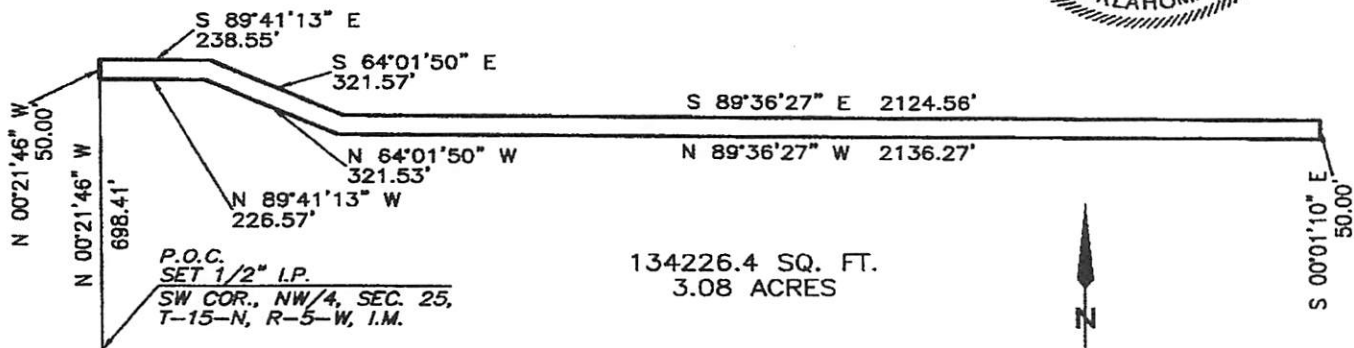 OKLAHOMA
S 89°41'13" E
238.55'
S 64°01'50" E
321.57'
S 89°36'27" E 2124.56'
N 00°21'46" W
50.00'
N 00°21'46" W
698.41'
N 64°01'50" W
321.53'
N 89°36'27" W 2136.27'
N 89°41'13" W
226.57'
S 00°01'10" E
50.00'
P.O.C.
SET 1/2" I.P.
SW COR., NW/4, SEC. 25,
T-15-N, R-5-W, I.M.
134226.4 SQ. FT.
3.08 ACRES
N